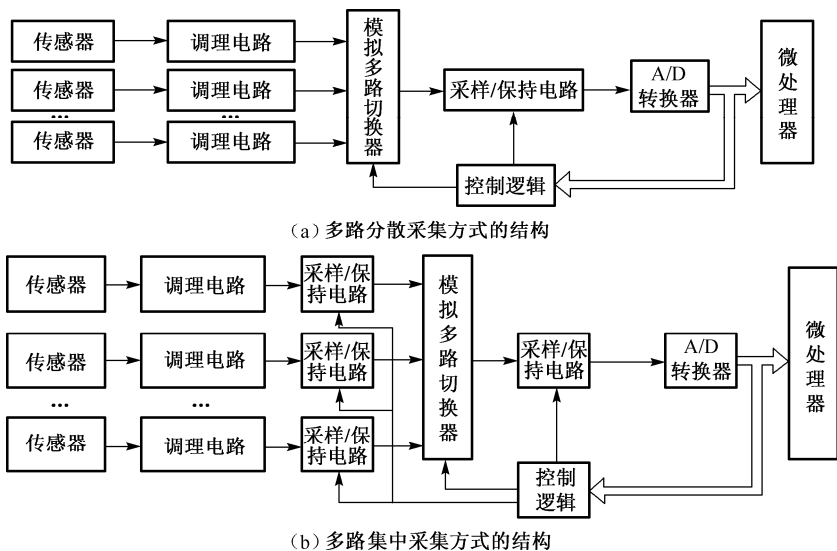 传感器
调理电路
传感器
调理电路
...
...
传感器
调理电路
模拟多路切换器
采样/保持电路
A/D
转换器
微处理器
控制逻辑
(a)多路分散采集方式的结构
传感器
调理电路
采样/保
持电路
传感器
调理电路
采样/保
持电路
...
...
传感器
调理电路
采样/保
持电路
模拟多路切换器
采样/保
持电路
A/D
转换器
微处理器
控制
逻辑
(b)多路集中采集方式的结构